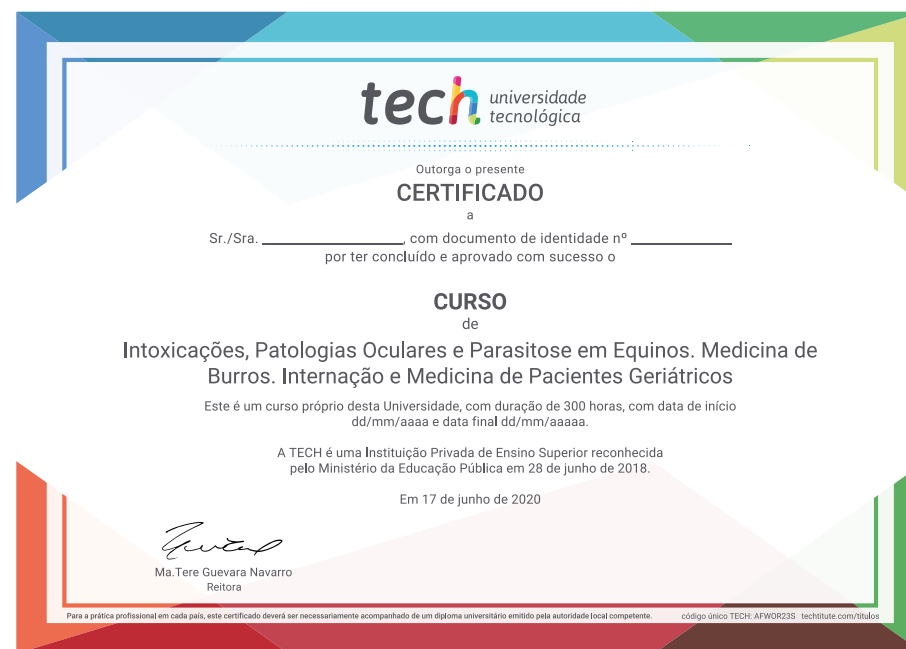 tech universidade
tecnológica
Outorga o presente
CERTIFICADO
a
Sr./Sra. ________________, com documento de identidade nº ____________
por ter concluído e aprovado com sucesso o
CURSO
de
Intoxicações, Patologias Oculares e Parasitose em Equinos. Medicina de
Burros. Internação e Medicina de Pacientes Geriátricos
Este é um curso próprio desta Universidade, com duração de 300 horas, com data de início
dd/mm/aaaa e data final dd/mm/aaaaa.
A TECH é uma Instituição Privada de Ensino Superior reconhecida
pelo Ministério da Educação Pública em 28 de junho de 2018.
Em 17 de junho de 2020
Ma.Tere Guevara Navarro
Reitora
Para a prática profissional em cada país, este certificado deverá ser necessariamente acompanhado de um diploma universitário emitido pela autoridade local competente. código único TECH: AFWOR23S techtitute.com/titulos